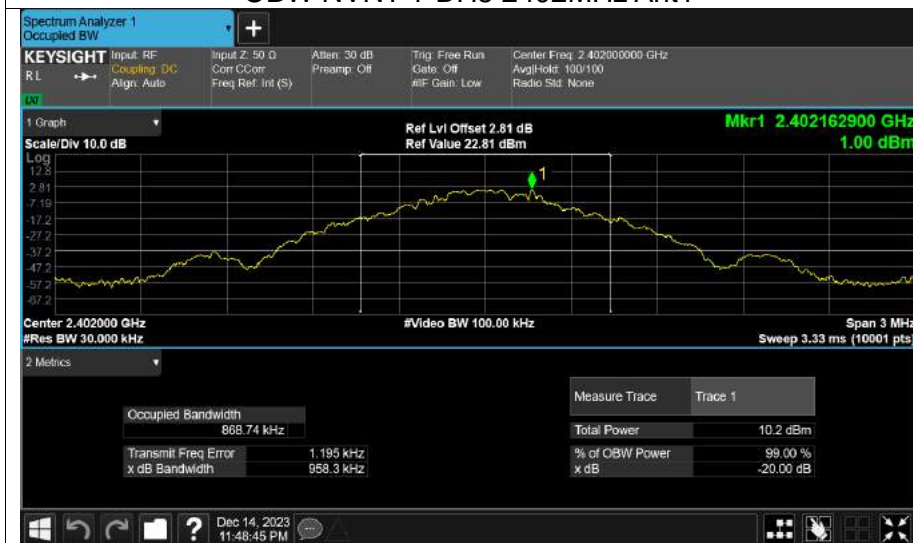 OBW NVNT 1-DH5 2402MHz Ant1
Spectrum Analyzer 1
Occupied BW
+
KEYSIGHT Input: RF Input Z: 50 Ω Atten: 30 dB Trig: Free Run Center Freq: 2.402000000 GHz
RL Coupling: DC Corr CCorr Preamp: Off Gate: Off Avg|Hold: 100/100
Align: Auto Freq Ref: Int (S) #IF Gain: Low Radio Std: None
LXI
1 Graph Ref Lvl Offset 2.81 dB Mkr1 2.402162900 GHz
Scale/Div 10.0 dB Ref Value 22.81 dBm 1.00 dBm
Log
12.8
1
2.81
-7.19
-17.2
-27.2
-37.2
-47.2
-57.2
-67.2
Center 2.402000 GHz #Video BW 100.00 kHz Span 3 MHz
#Res BW 30.000 kHz Sweep 3.33 ms (10001 pts)
2 Metrics
Measure Trace Trace 1
Occupied Bandwidth
868.74 kHz Total Power 10.2 dBm
Transmit Freq Error 1.195 kHz % of OBW Power 99.00 %
x dB Bandwidth 958.3 kHz x dB -20.00 dB
? Dec 14, 2023
11:48:45 PM